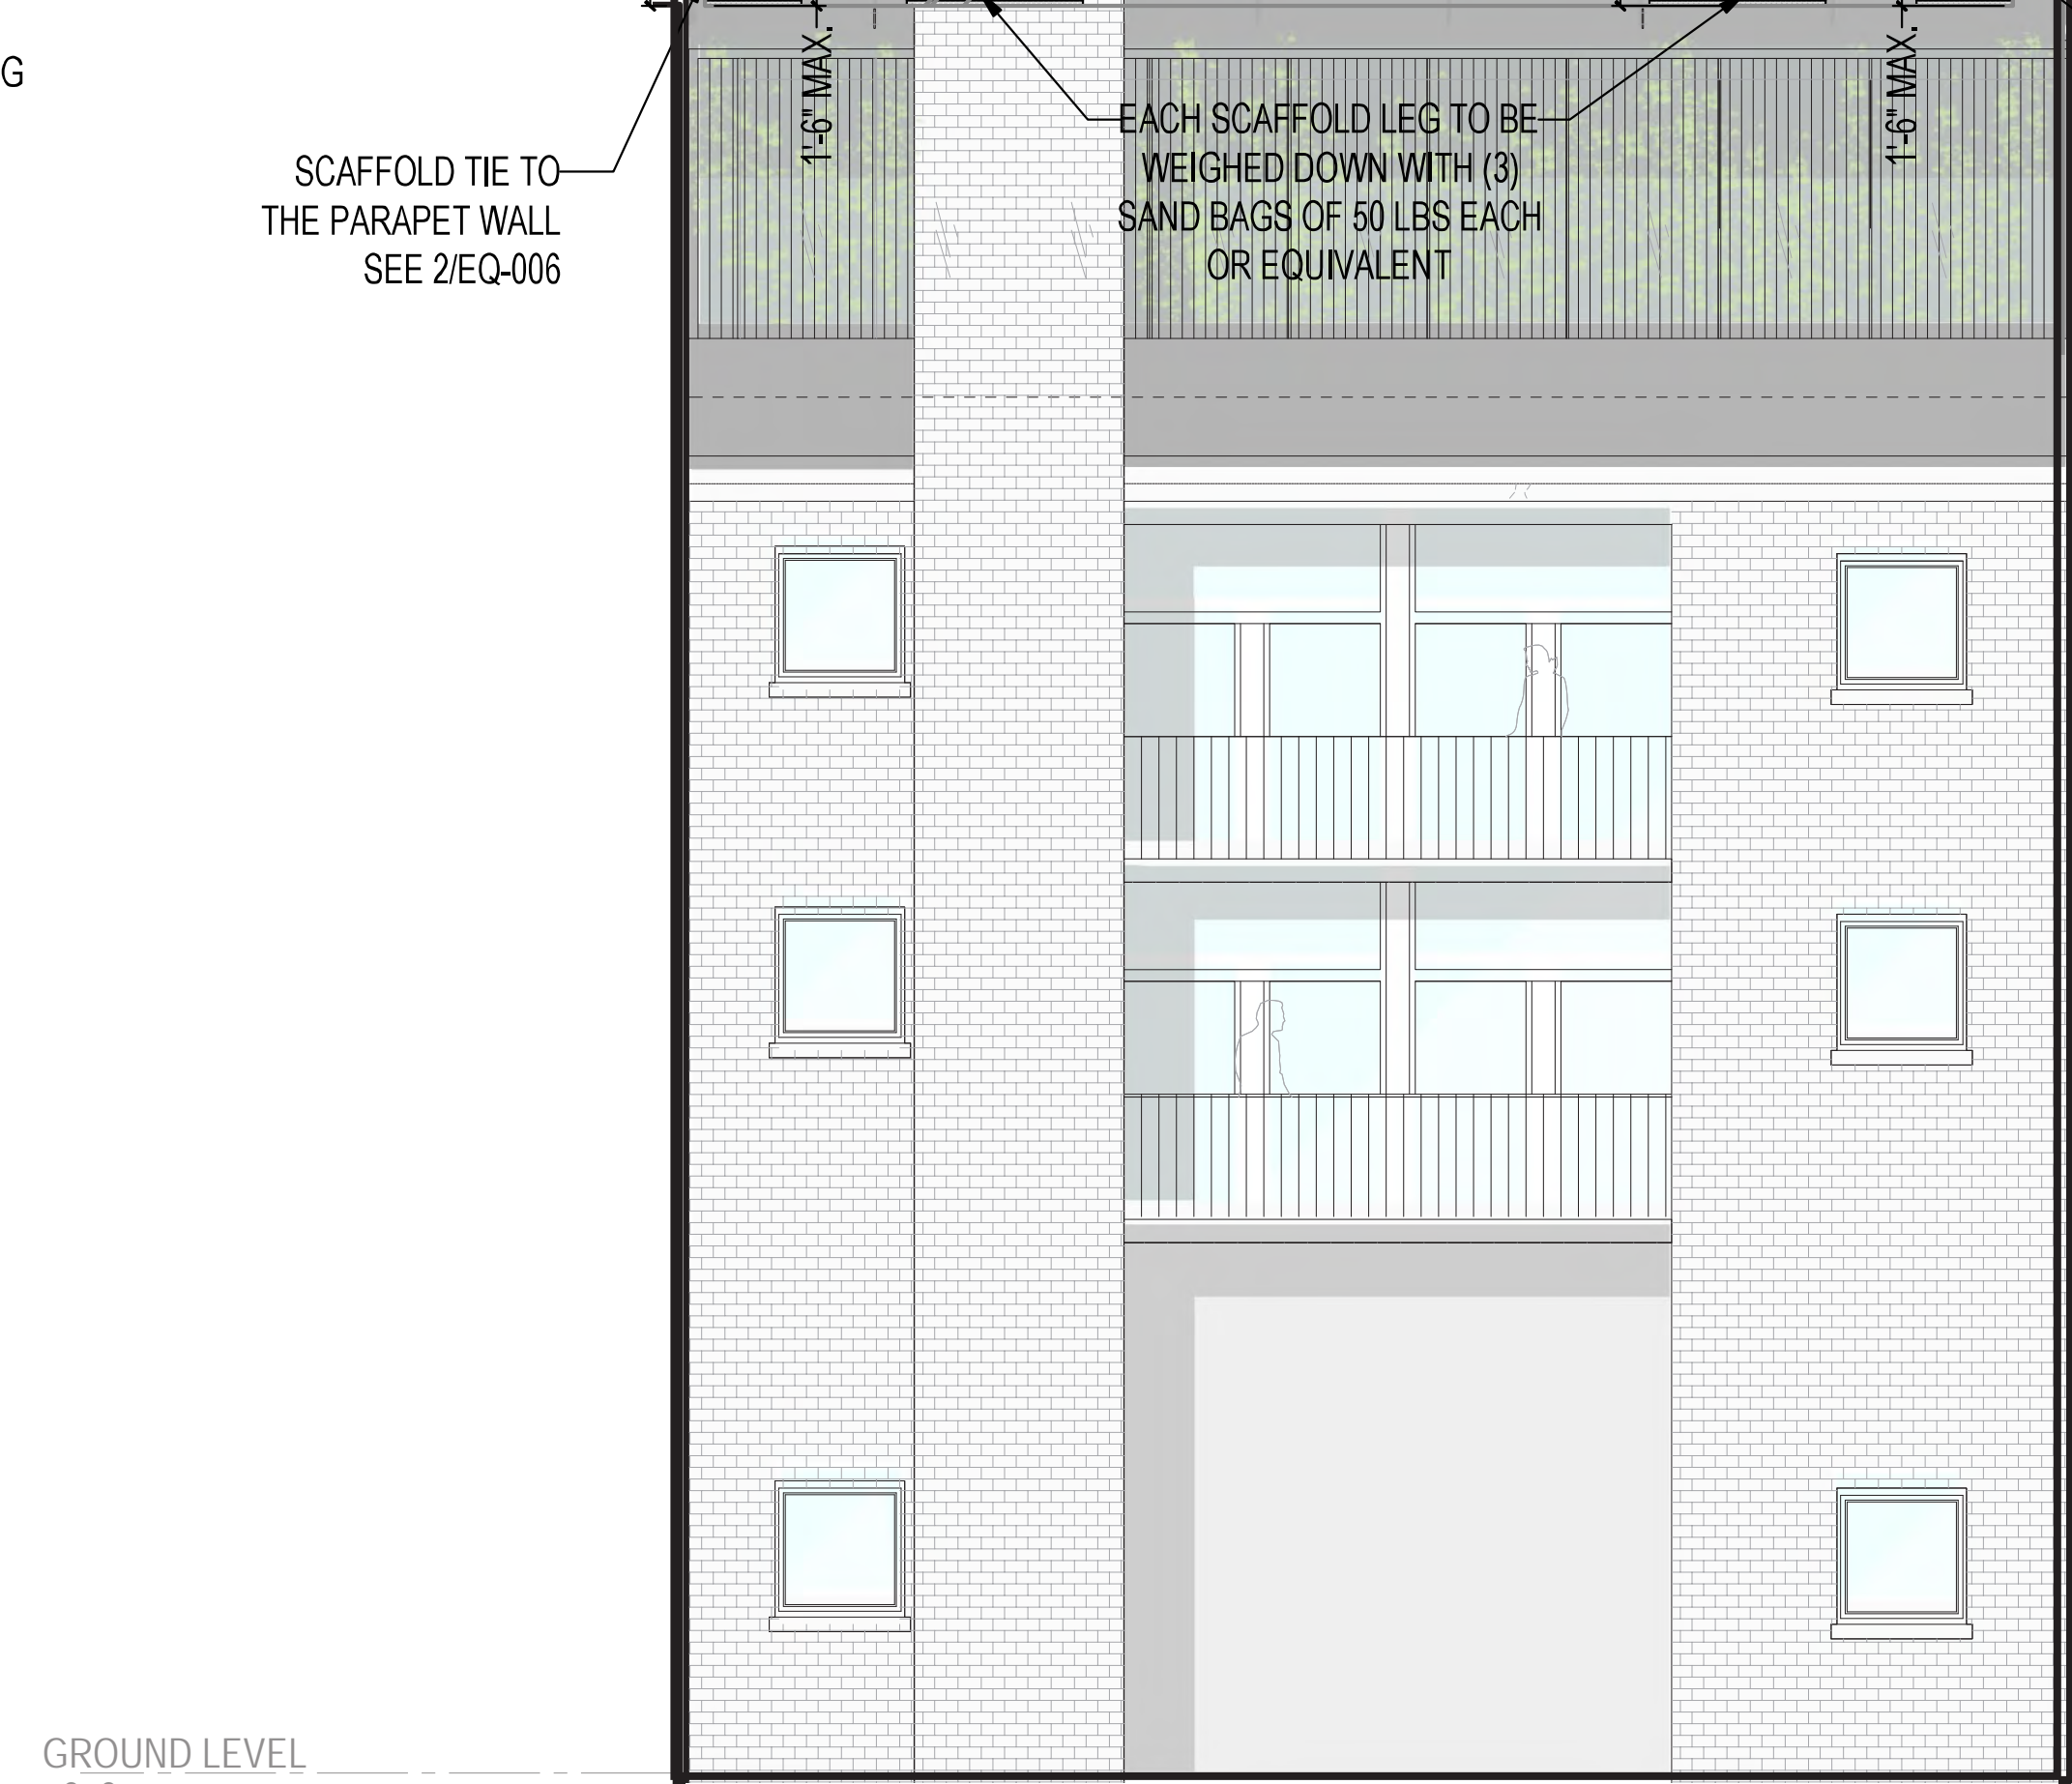 G
1'-6" MAX.
1'-6" MAX.
SCAFFOLD TIE TO
THE PARAPET WALL
SEE 2/EQ-006
EACH SCAFFOLD LEG TO BE
WEIGHED DOWN WITH (3)
SAND BAGS OF 50 LBS EACH
OR EQUIVALENT
GROUND LEVEL